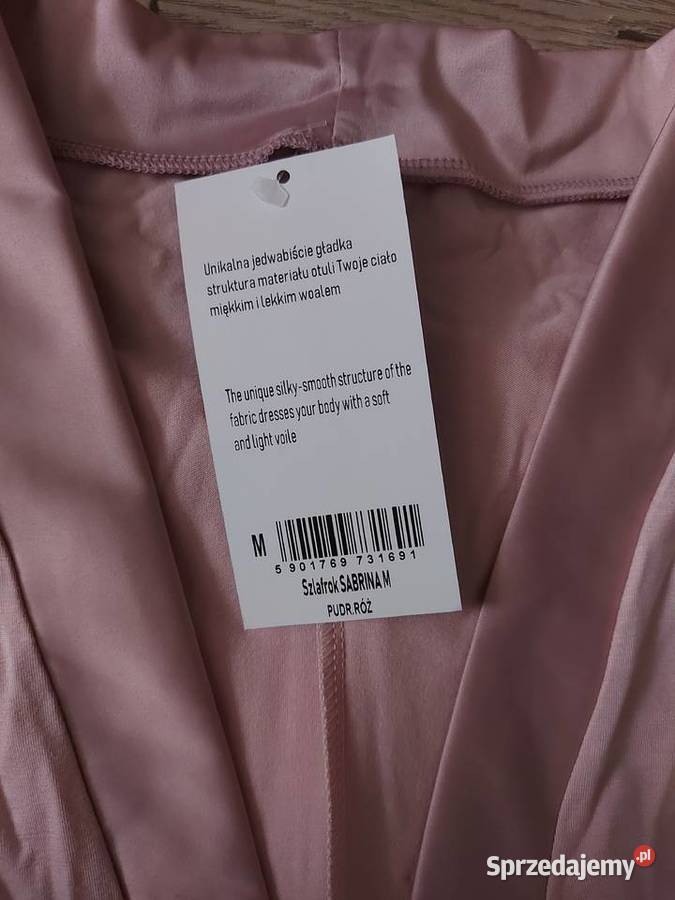 Unikalna jedwabiście gładka
struktura materiału otuli Twoje ciało
miękkim i lekkim woalem
The unique silky-smooth structure of the
fabric dresses your body with a soft
and light voile
M
5 901769 731691
Szlafrok SABRINA M
PUDR.RÓŻ
Sprzedajemy.pl